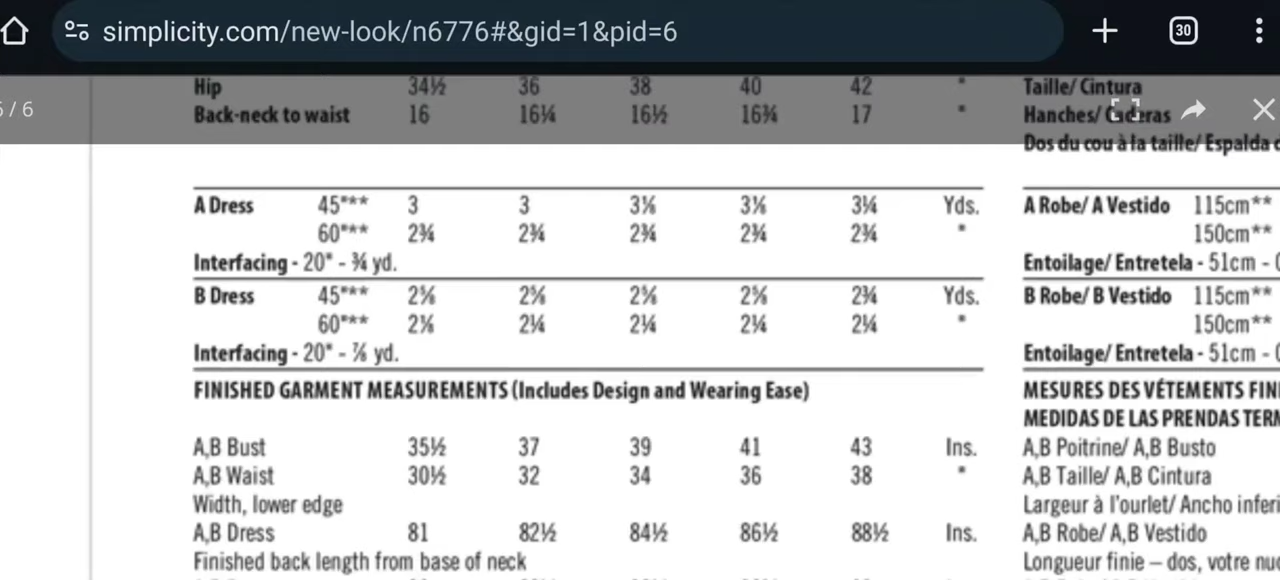 simplicity.com/new-look/n6776#&gid=1&pid=6
30
/ 6
Hip 34½ 36 38 40 42 "
Back-neck to waist 16 16¼ 16½ 16¾ 17 "
Taille/ Cintura
Hanches/ Caderas
Dos du cou à la taille/ Espalda
A Dress 45"** 3 3 3⅛ 3⅛ 3¼ Yds.
60"** 2¾ 2¾ 2¾ 2¾ 2¾ "
Interfacing - 20" - ¾ yd.
B Dress 45"** 2⅝ 2⅝ 2⅝ 2⅝ 2¾ Yds.
60"** 2⅛ 2¼ 2¼ 2¼ 2¼ "
Interfacing - 20" - ⅞ yd.
FINISHED GARMENT MEASUREMENTS (Includes Design and Wearing Ease)
A,B Bust 35½ 37 39 41 43 Ins.
A,B Waist 30½ 32 34 36 38 "
Width, lower edge
A,B Dress 81 82½ 84½ 86½ 88½ Ins.
Finished back length from base of neck
A Robe/ A Vestido 115cm**
150cm**
Entoilage/ Entretela - 51cm -
B Robe/ B Vestido 115cm**
150cm**
Entoilage/ Entretela - 51cm -
MESURES DES VÊTEMENTS FINI
MEDIDAS DE LAS PRENDAS TERM
A,B Poitrine/ A,B Busto
A,B Taille/ A,B Cintura
Largeur à l'ourlet/ Ancho inferi
A,B Robe/ A,B Vestido
Longueur finie – dos, votre nu